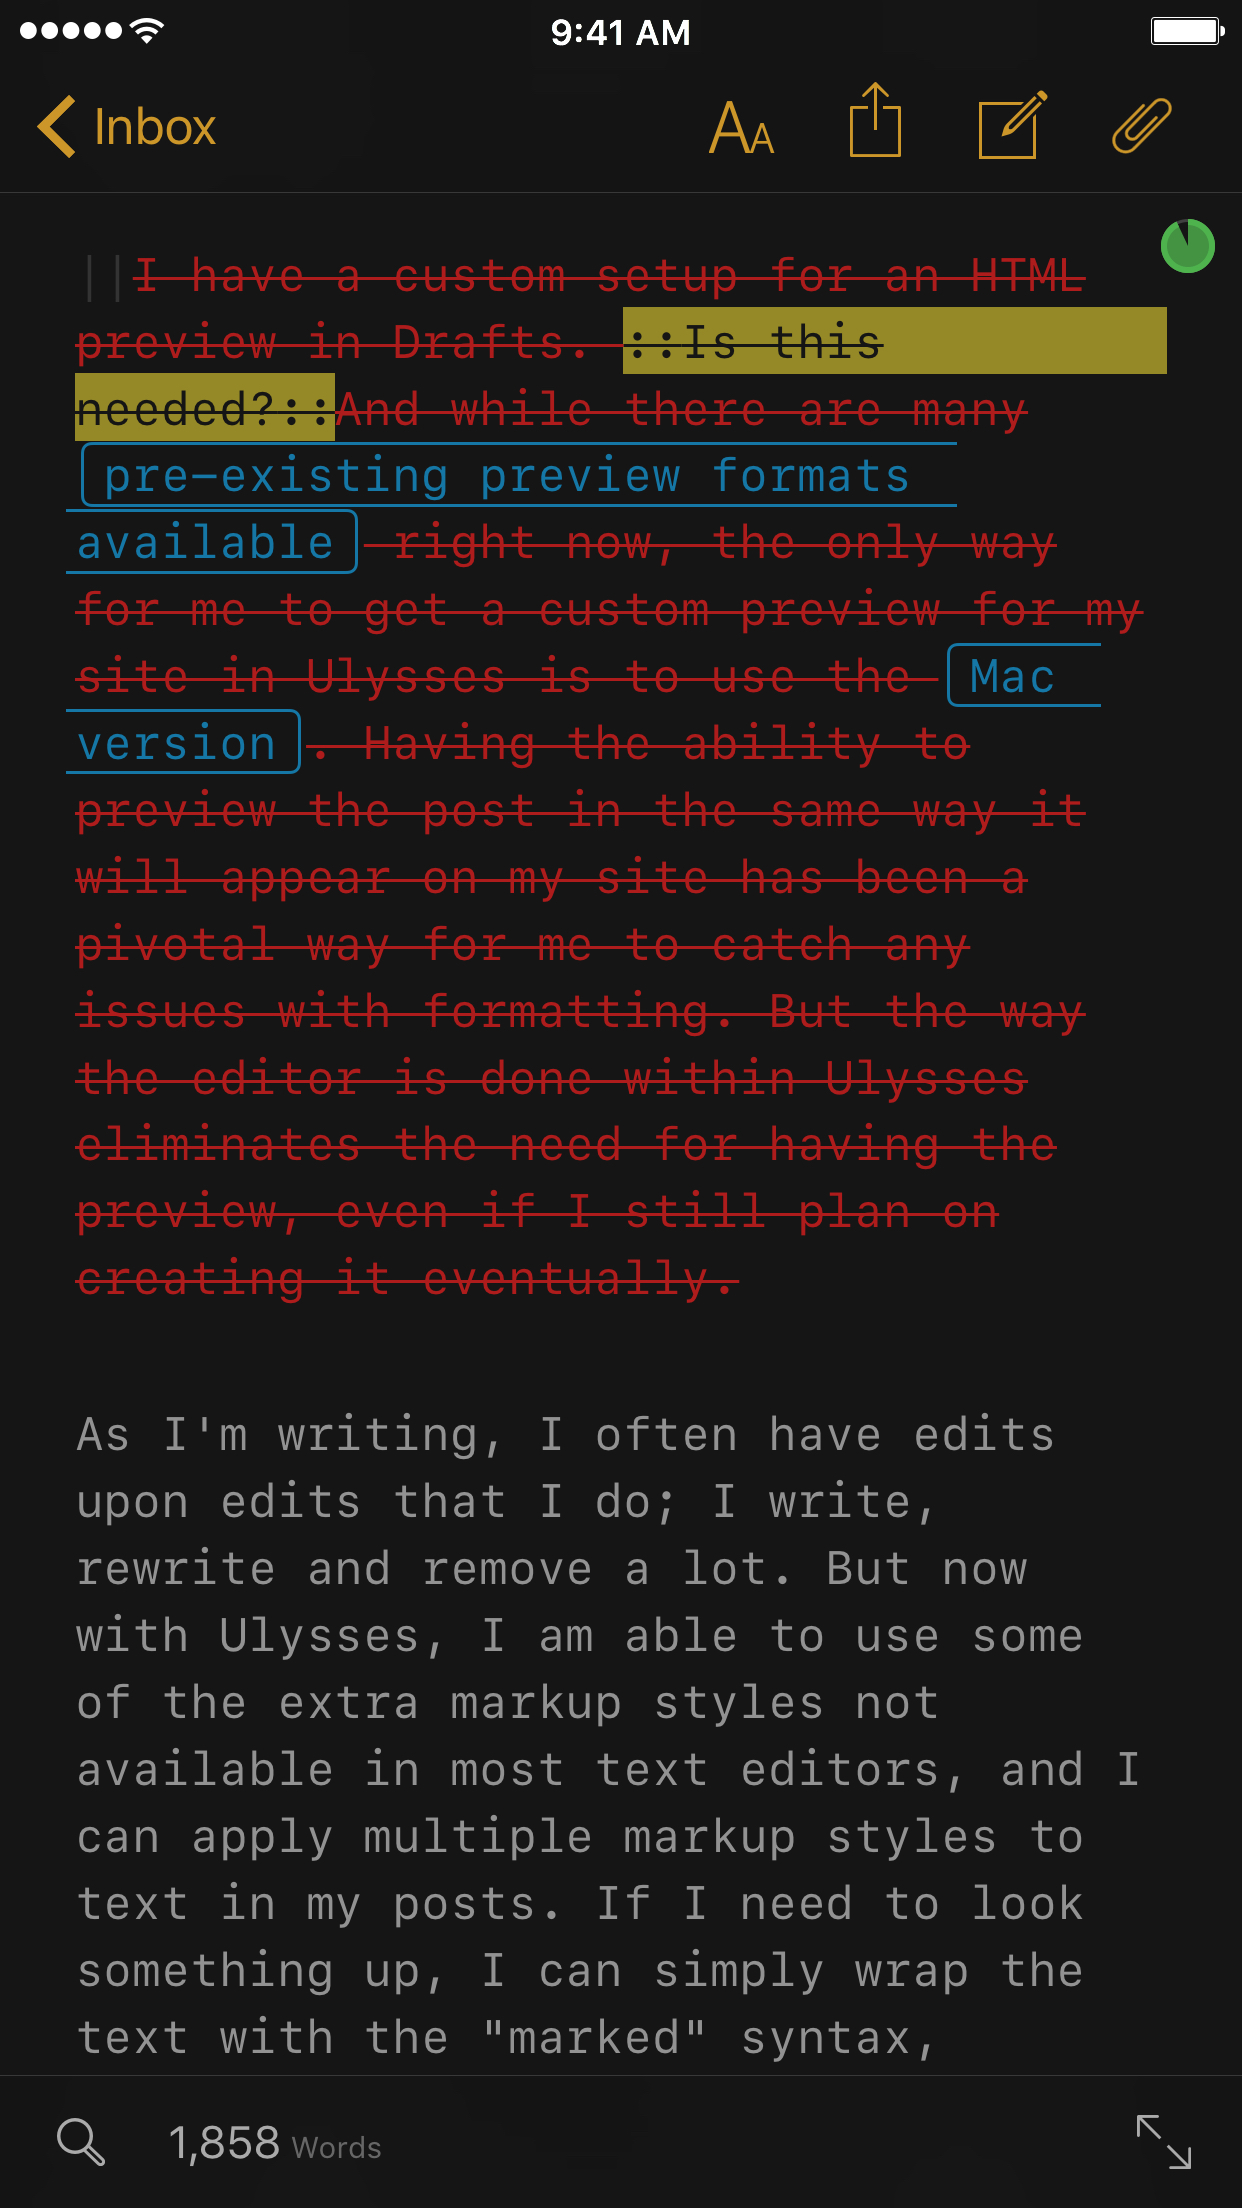 9:41 AM
Inbox
AA
||I have a custom setup for an HTML
preview in Drafts. ::Is this
needed?::And while there are many
pre-existing preview formats
available right now, the only way
for me to get a custom preview for my
site in Ulysses is to use the Mac
version. Having the ability to
preview the post in the same way it
will appear on my site has been a
pivotal way for me to catch any
issues with formatting. But the way
the editor is done within Ulysses
eliminates the need for having the
preview, even if I still plan on
creating it eventually.
As I'm writing, I often have edits
upon edits that I do; I write,
rewrite and remove a lot. But now
with Ulysses, I am able to use some
of the extra markup styles not
available in most text editors, and I
can apply multiple markup styles to
text in my posts. If I need to look
something up, I can simply wrap the
text with the "marked" syntax,
1,858 Words